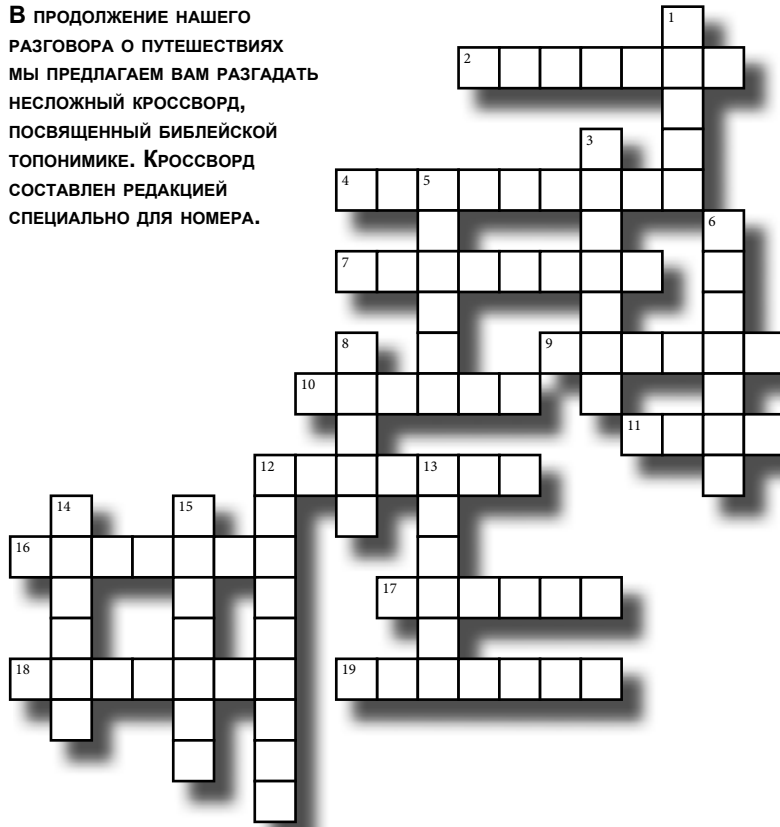 В ПРОДОЛЖЕНИЕ НАШЕГО
РАЗГОВОРА О ПУТЕШЕСТВИЯХ
МЫ ПРЕДЛАГАЕМ ВАМ РАЗГАДАТЬ
НЕСЛОЖНЫЙ КРОССВОРД,
ПОСВЯЩЕННЫЙ БИБЛЕЙСКОЙ
ТОПОНИМИКЕ. КРОССВОРД
СОСТАВЛЕН РЕДАКЦИЕЙ
СПЕЦИАЛЬНО ДЛЯ НОМЕРА.
1
2
3
4 5
6
7
8 9
10
11
12 13
14 15
16
17
18 19